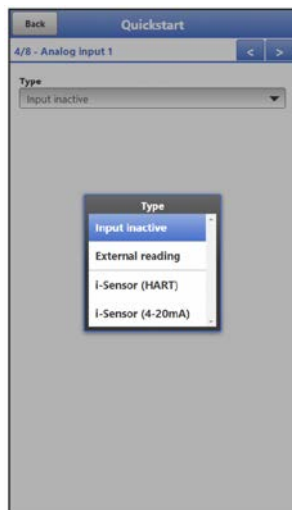 Back
Quickstart
4/8 - Analog input 1
< >
Type
Input inactive
Type
Input inactive
External reading
i-Sensor (HART)
i-Sensor (4-20mA)